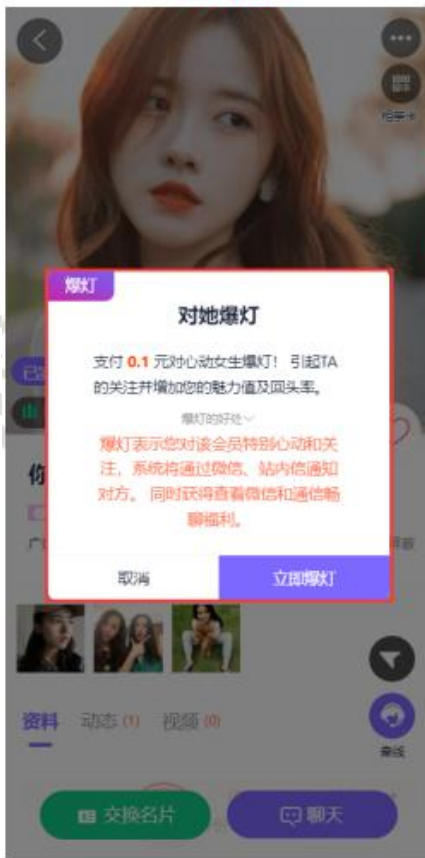 相亲卡
爆灯
对她爆灯
支付 0.1 元对心动女生爆灯！ 引起TA
的关注并增加您的魅力值及回头率。
爆灯的好处
爆灯表示您对该会员特别心动和关
注，系统将通过微信、站内信通知
对方。 同时获得查看微信和通信畅
聊福利。
取消
立即爆灯
资料 动态 (1) 视频 (0)
牵线
交换名片
聊天